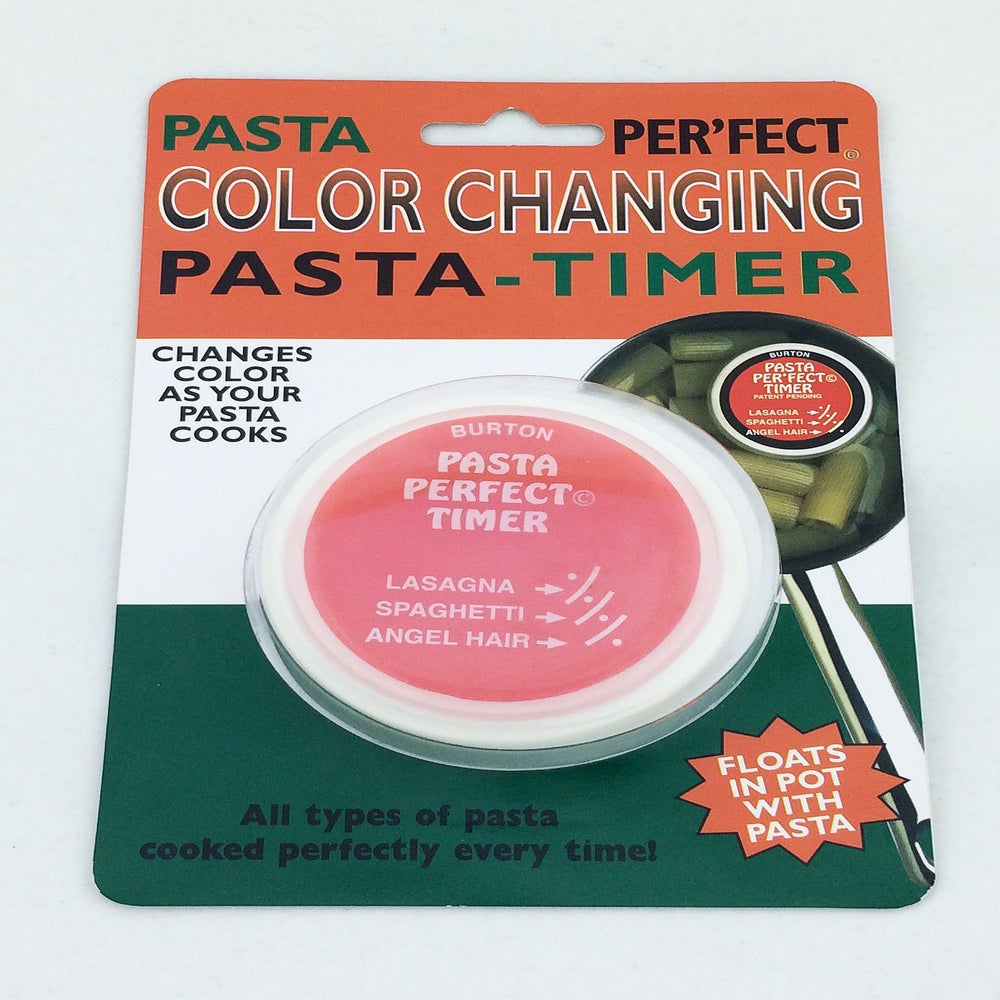 PASTA PER'FECT ©
COLOR CHANGING
PASTA-TIMER
CHANGES
COLOR
AS YOUR
PASTA
COOKS
BURTON
PASTA
PER'FECT ©
TIMER
PATENT PENDING
LASAGNA
SPAGHETTI
ANGEL HAIR
BURTON
PASTA
PERFECT ©
TIMER
LASAGNA
SPAGHETTI
ANGEL HAIR
FLOATS
IN POT
WITH
PASTA
All types of pasta
cooked perfectly every time!